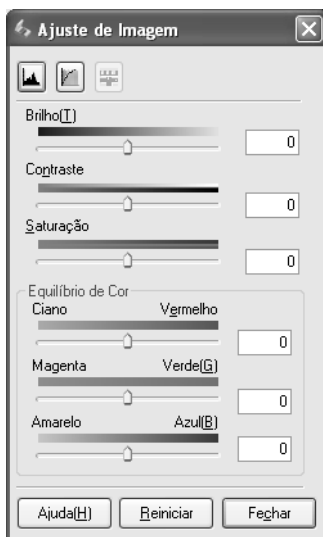 Ajuste de Imagem
Brilho(T)
0
Contraste
0
Saturação
0
Equilíbrio de Cor
Ciano Vermelho
0
Magenta Verde(G)
0
Amarelo Azul(B)
0
Ajuda(H) Reiniciar Fechar